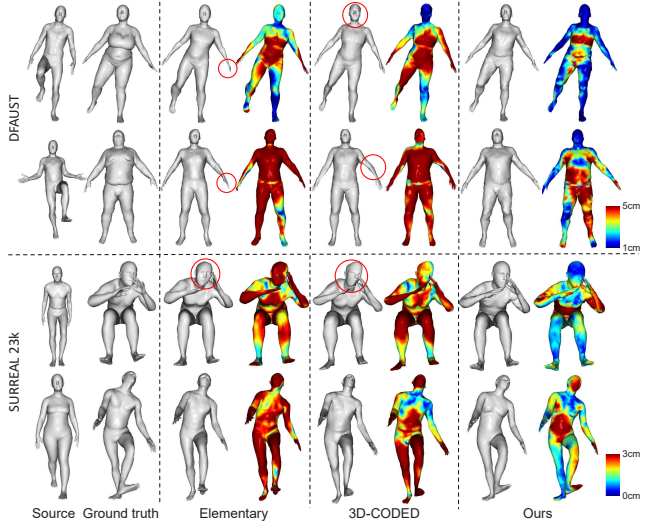 DFAUST
5cm
1cm
SURREAL 23k
3cm
0cm
Source Ground truth Elementary 3D-CODED Ours